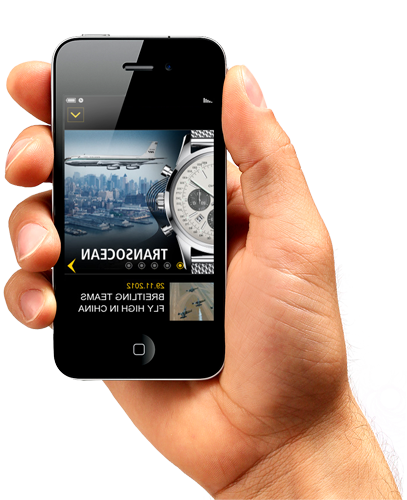 TRANSOCEAN
29.11.2012
BREITLING TEAMS
FLY HIGH IN CHINA